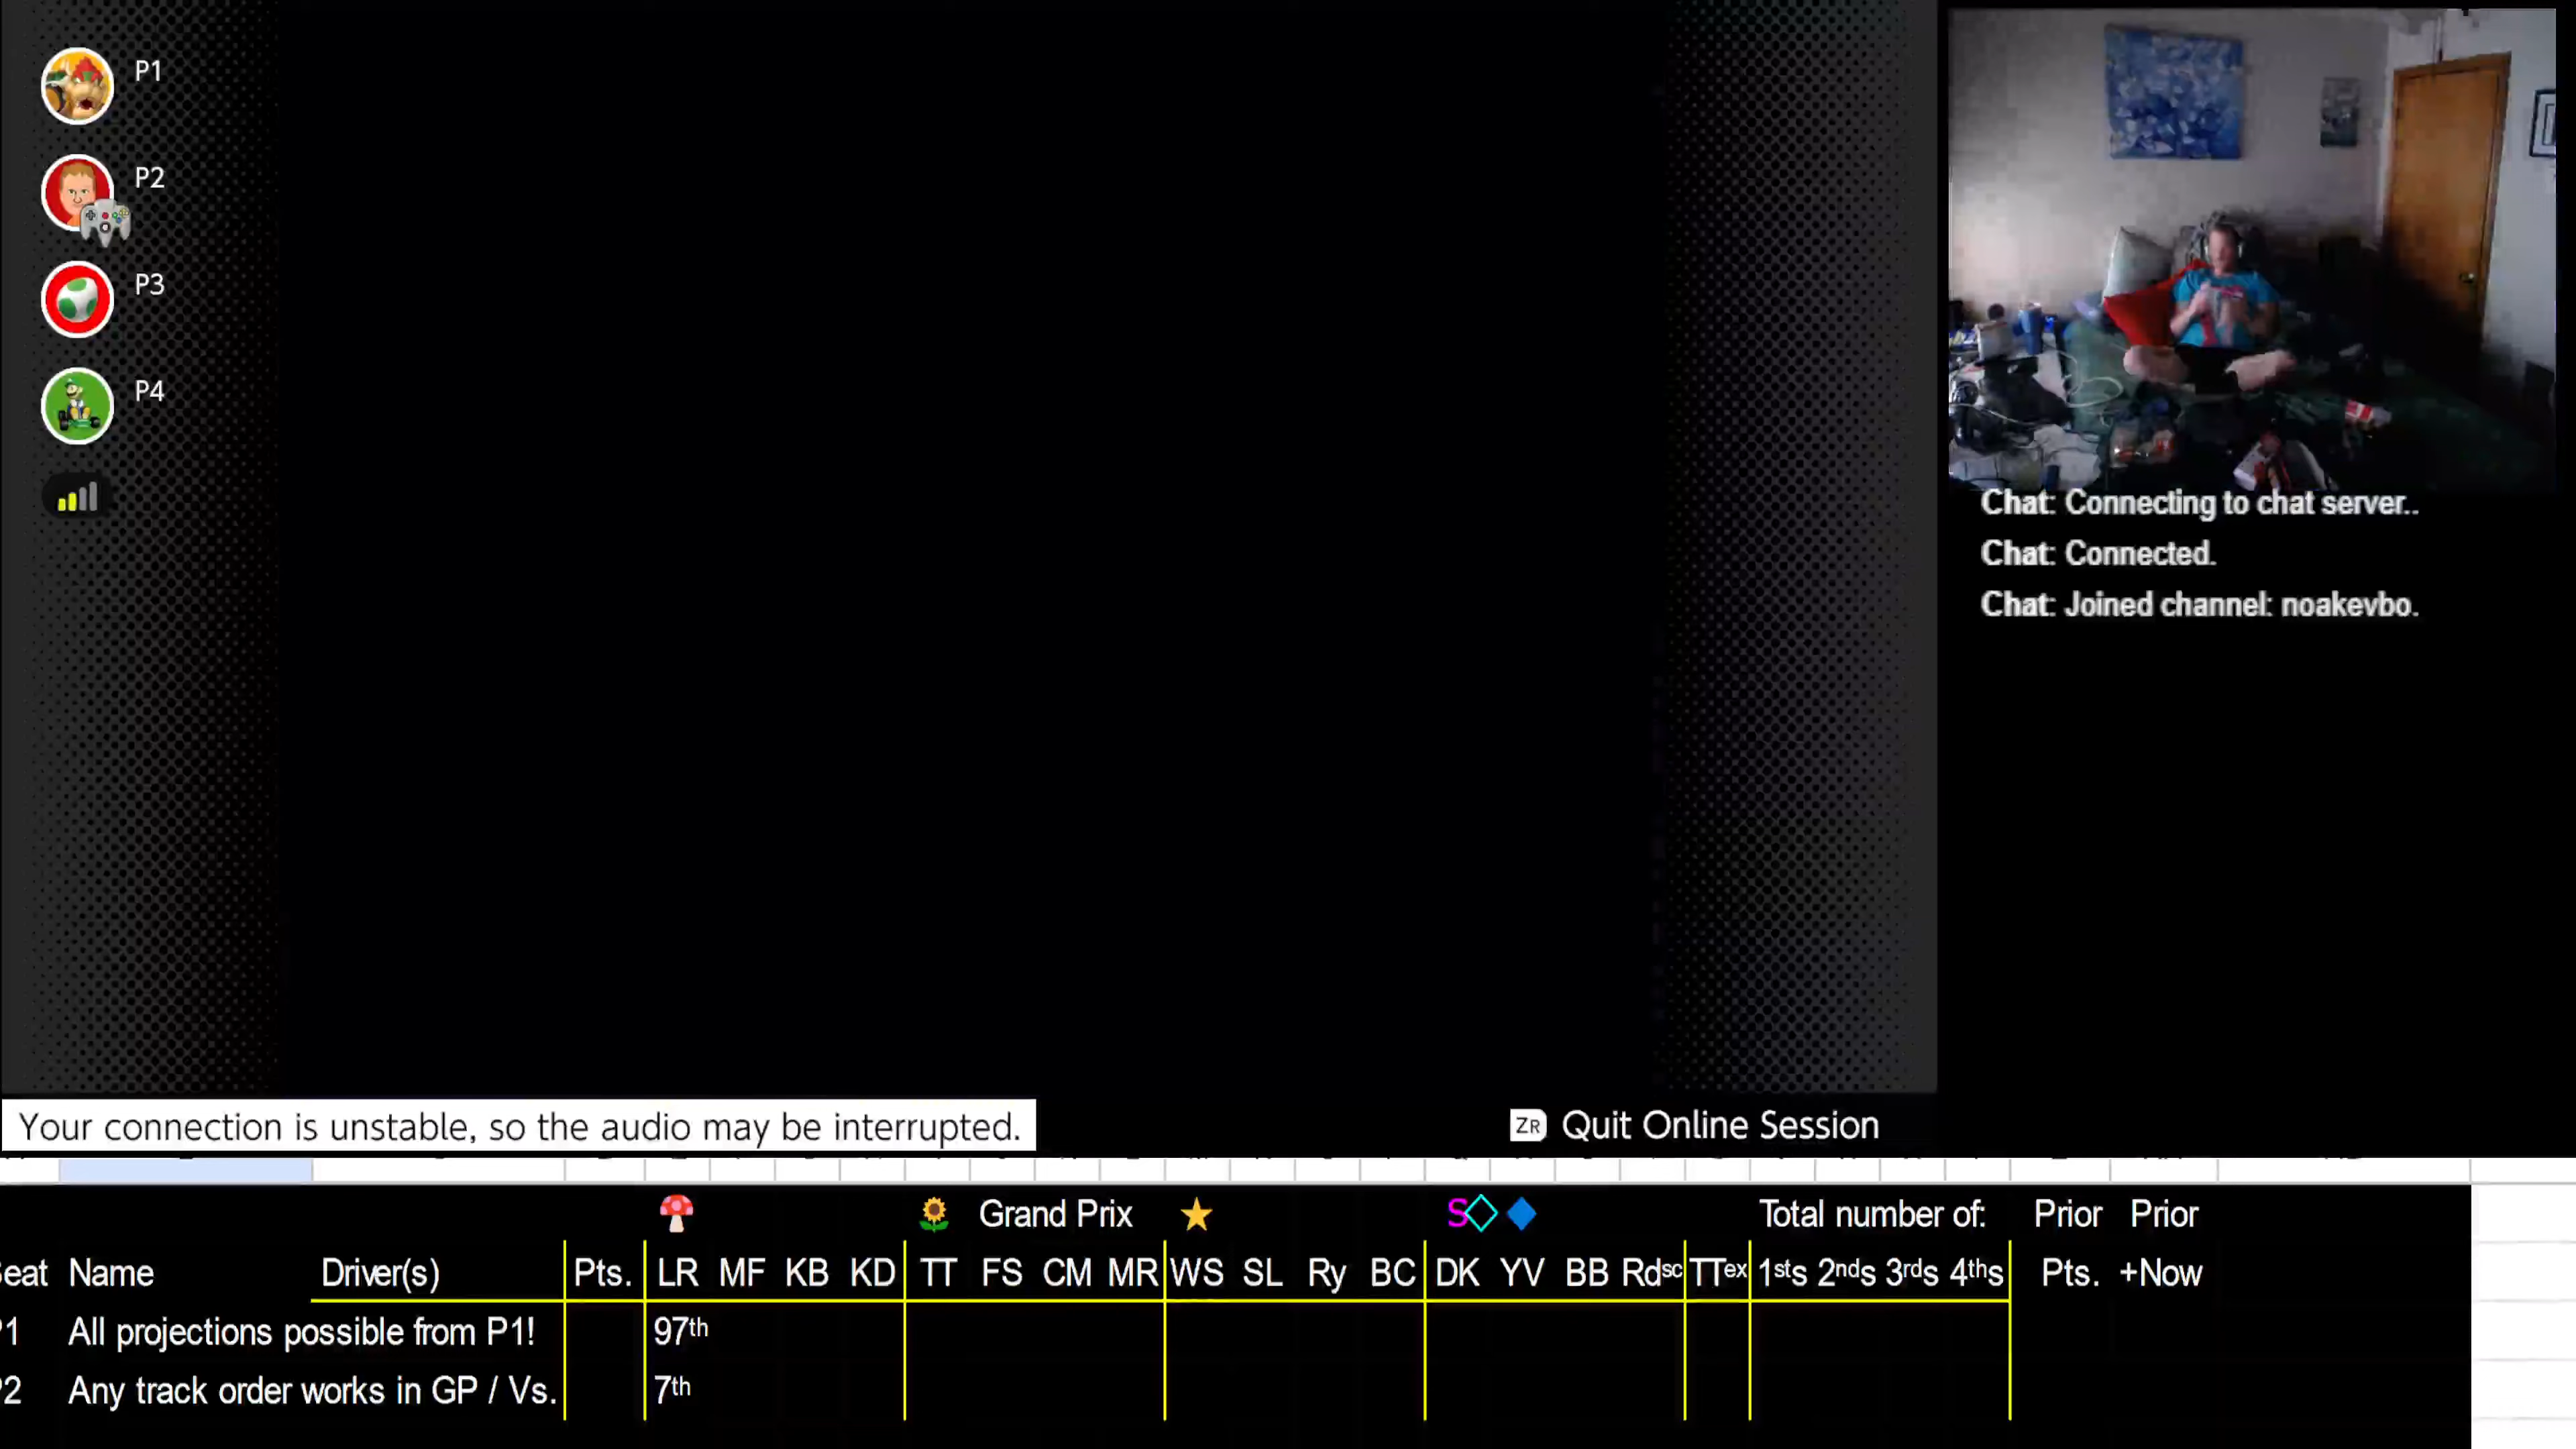 P1
P2
P3
P4
Chat: Connecting to chat server..
Chat: Connected.
Chat: Joined channel: noakevbo.
Your connection is unstable, so the audio may be interrupted.
ZR Quit Online Session
Grand Prix S Total number of: Prior Prior
eat Name Driver(s) Pts. LR MF KB KD TT FS CM MR WS SL Ry BC DK YV BB Rdsc TTex 1sts 2nds 3rds 4ths Pts. +Now
1 All projections possible from P1! 97th
2 Any track order works in GP / Vs. 7th